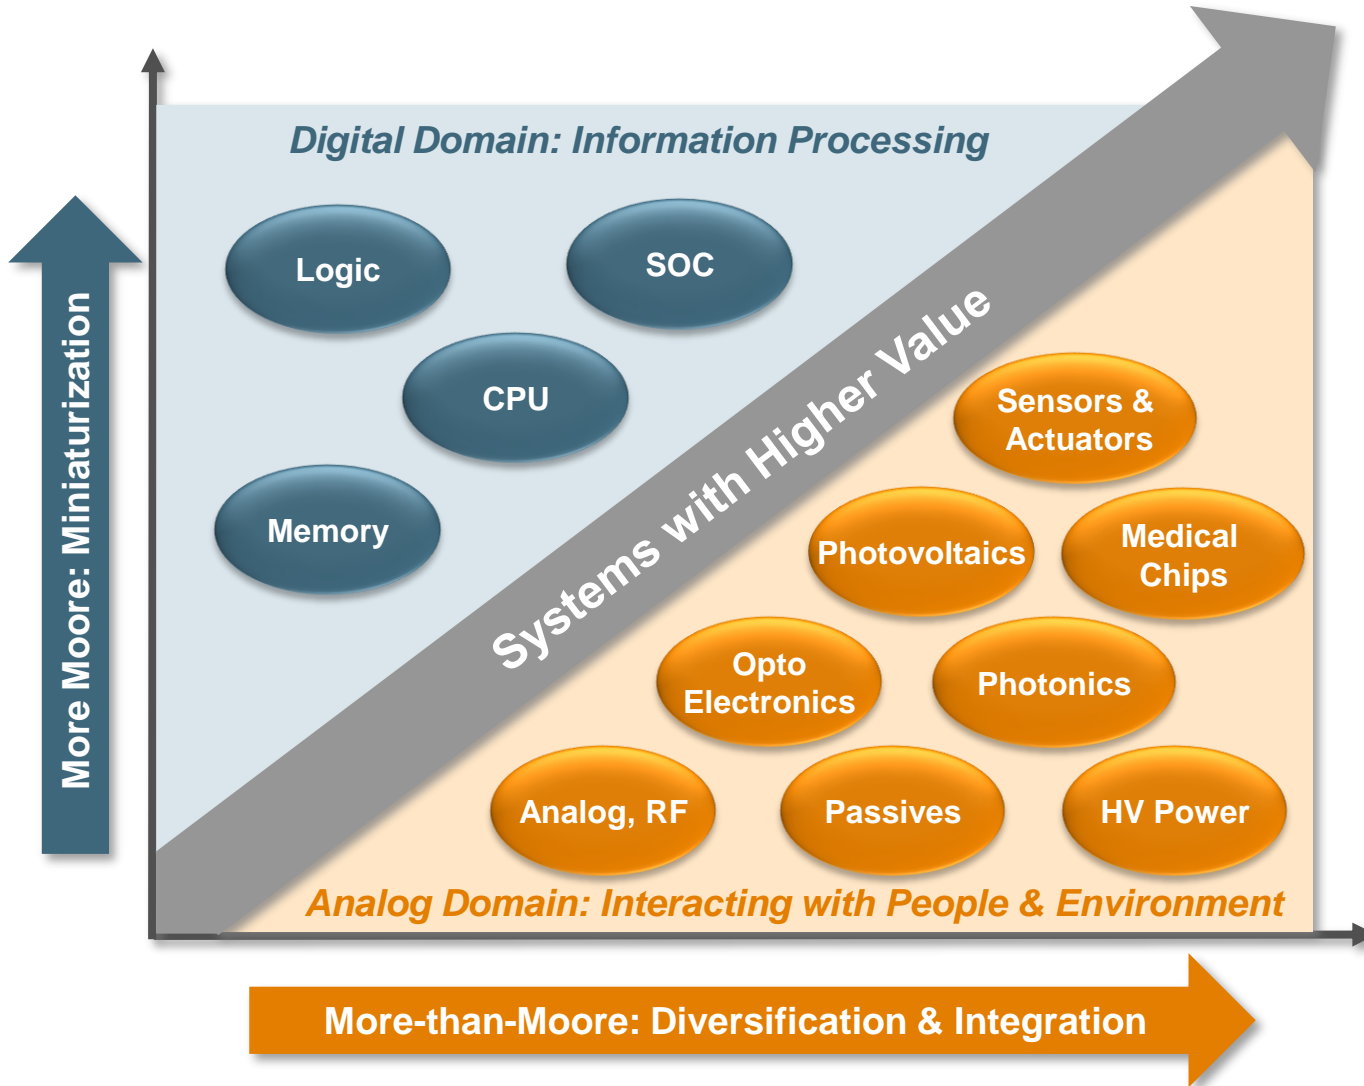 Digital Domain: Information Processing
Logic
SOC
CPU
Memory
More Moore: Miniaturization
Systems with Higher Value
Sensors &
Actuators
Photovoltaics
Medical
Chips
Opto
Electronics
Photonics
Analog, RF
Passives
HV Power
Analog Domain: Interacting with People & Environment
More-than-Moore: Diversification & Integration